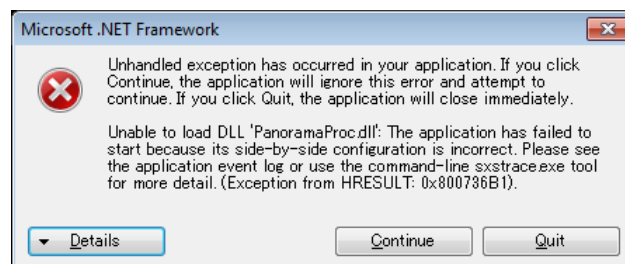 Microsoft .NET Framework
Unhandled exception has occurred in your application. If you click
Continue, the application will ignore this error and attempt to
continue. If you click Quit, the application will close immediately.
Unable to load DLL 'PanoramaProc.dll': The application has failed to
start because its side-by-side configuration is incorrect. Please see
the application event log or use the command-line sxstrace.exe tool
for more detail. (Exception from HRESULT: 0x800736B1).
Details
Continue
Quit